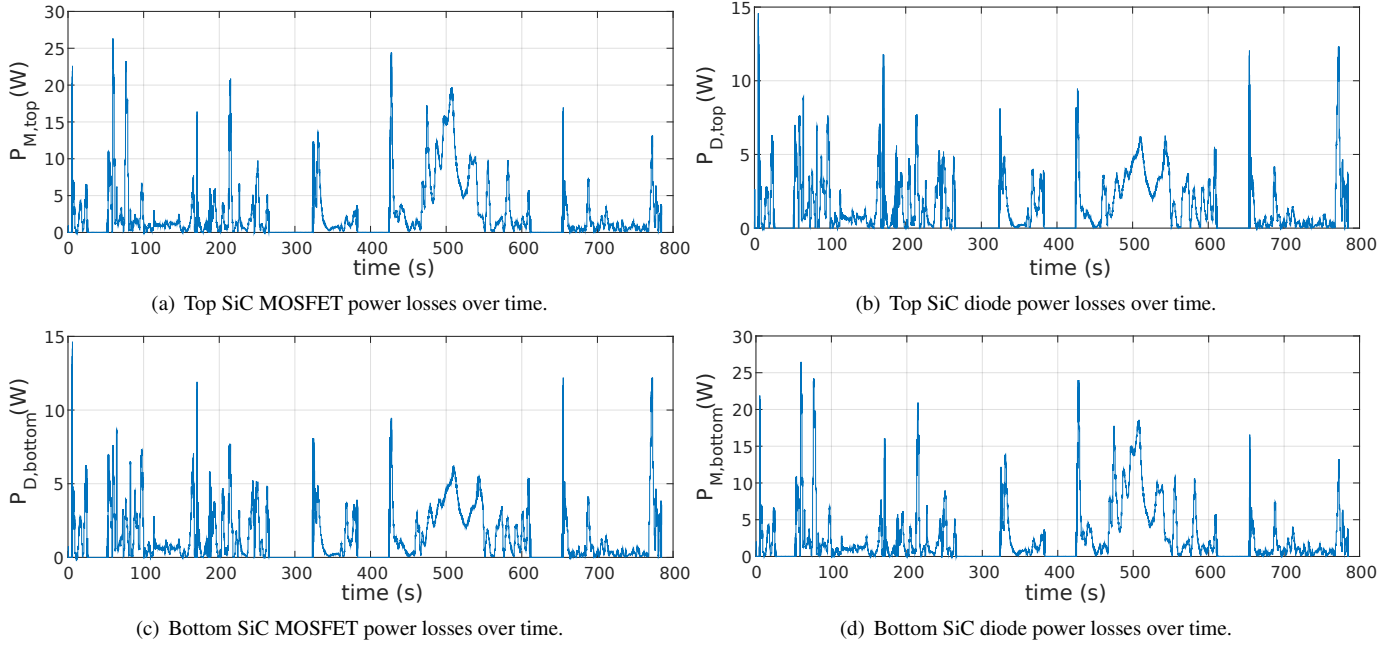 30
25
20
15
10
5
0
P_M,top (W)
0 100 200 300 400 500 600 700 800
time (s)
(a) Top SiC MOSFET power losses over time.
15
10
5
0
P_D,top (W)
0 100 200 300 400 500 600 700 800
time (s)
(b) Top SiC diode power losses over time.
15
10
5
0
P_D,bottom (W)
0 100 200 300 400 500 600 700 800
time (s)
(c) Bottom SiC MOSFET power losses over time.
30
25
20
15
10
5
0
P_M,bottom (W)
0 100 200 300 400 500 600 700 800
time (s)
(d) Bottom SiC diode power losses over time.